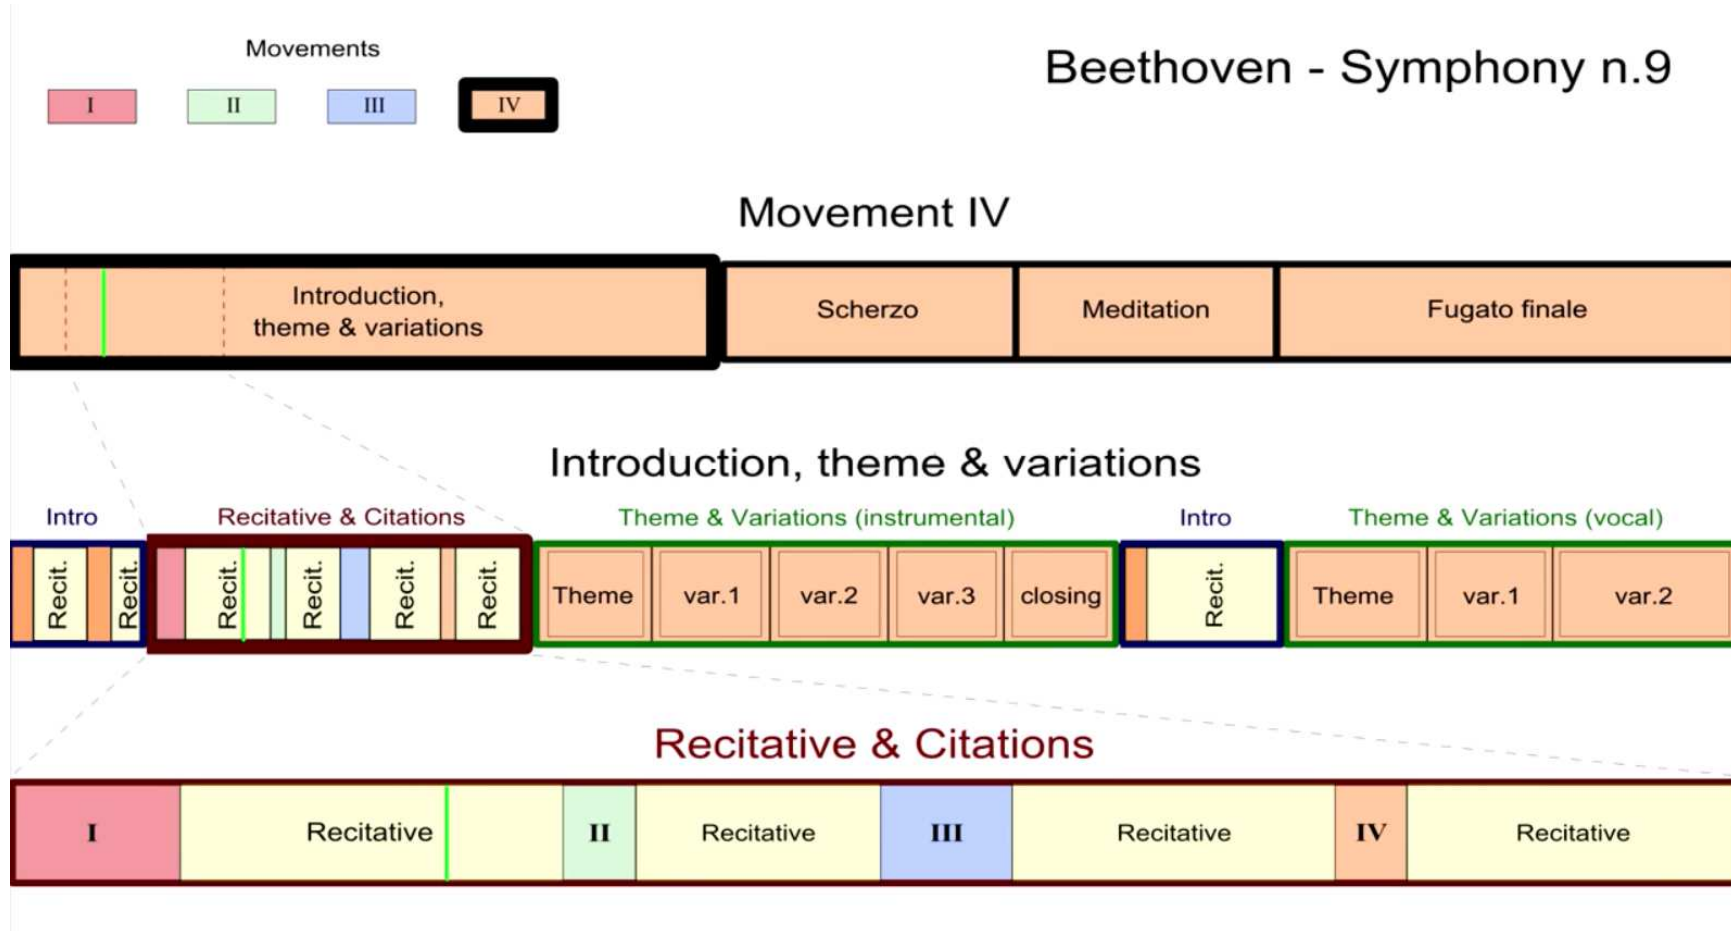 Movements
Beethoven - Symphony n.9
I II III IV
Movement IV
Introduction,
theme & variations
Scherzo Meditation Fugato finale
Introduction, theme & variations
Intro Recitative & Citations Theme & Variations (instrumental) Intro Theme & Variations (vocal)
Recit. Recit. Recit. Recit. Recit. Recit. Theme var.1 var.2 var.3 closing Recit. Theme var.1 var.2
Recitative & Citations
I Recitative II Recitative III Recitative IV Recitative